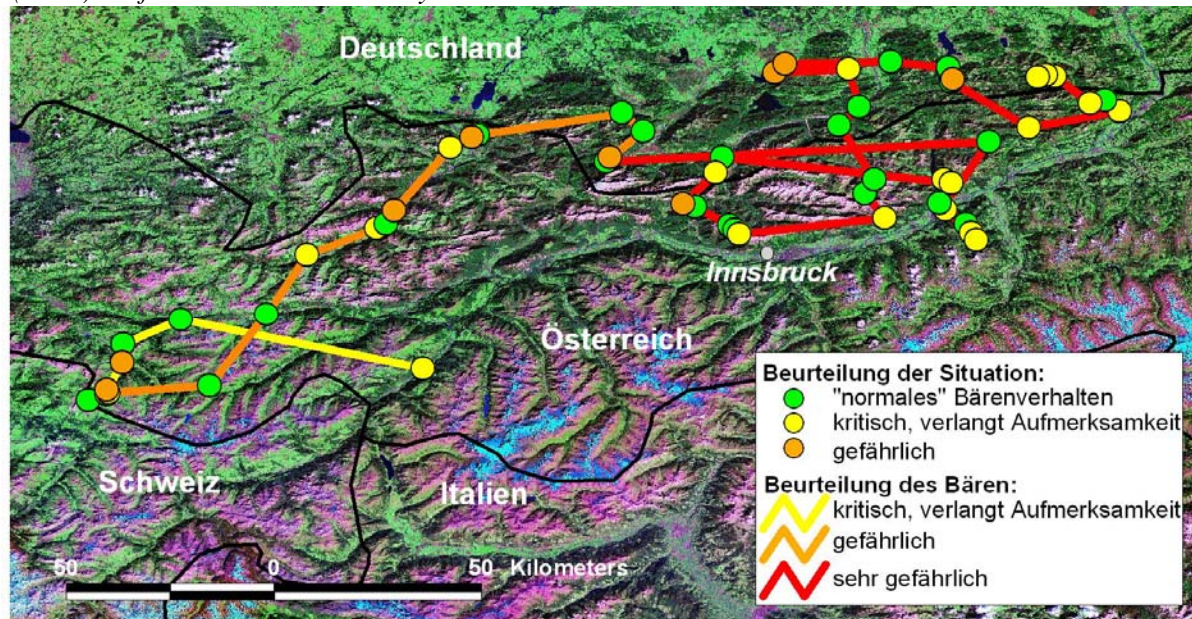 Deutschland
Innsbruck
Österreich
Schweiz
Italien
50 0 50 Kilometers
Beurteilung der Situation:
"normales" Bärenverhalten
kritisch, verlangt Aufmerksamkeit
gefährlich
Beurteilung des Bären:
kritisch, verlangt Aufmerksamkeit
gefährlich
sehr gefährlich